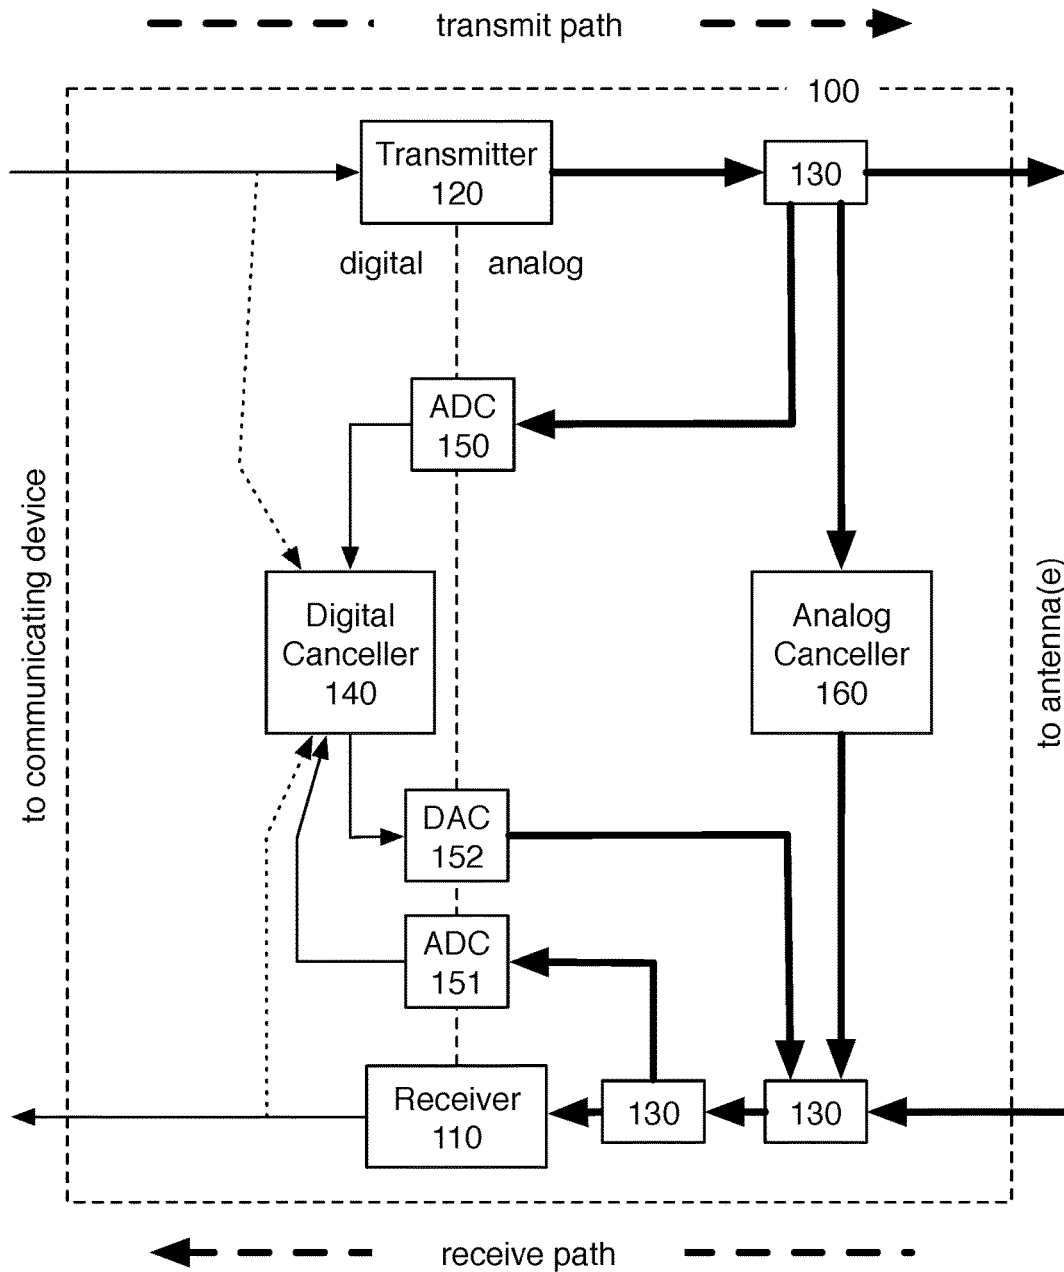 transmit path
100
Transmitter
120
130
digital
analog
ADC
150
to communicating device
Digital
Canceller
140
Analog
Canceller
160
to antenna(e)
DAC
152
ADC
151
Receiver
110
130
130
receive path